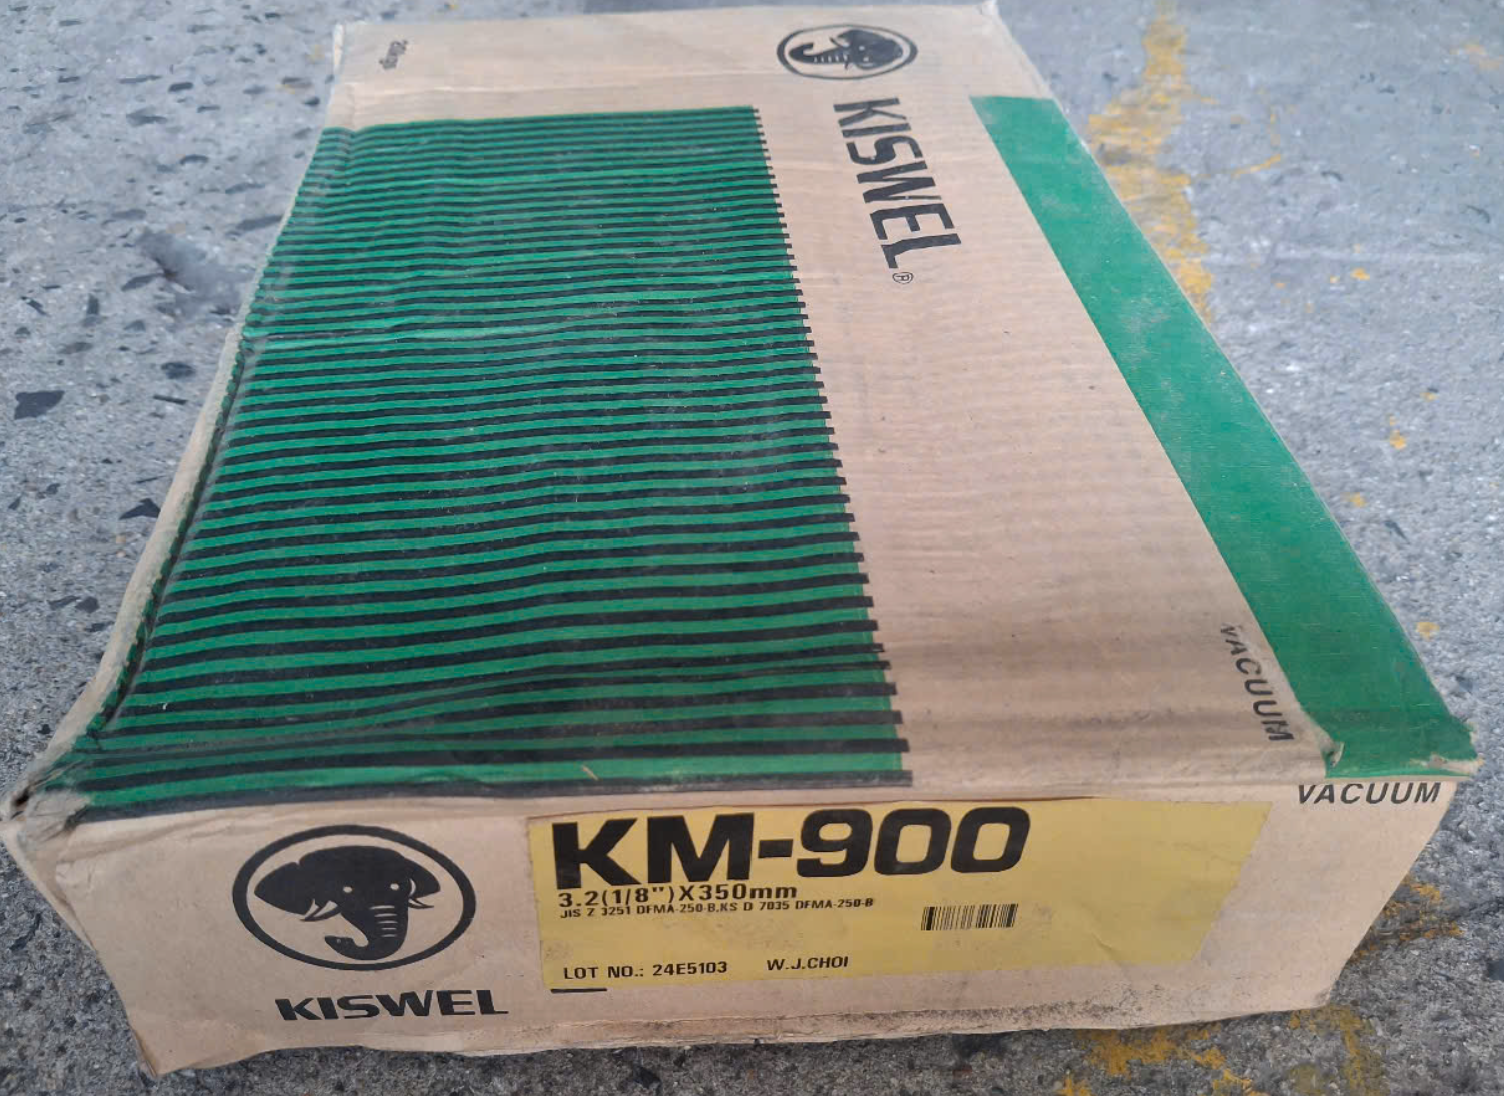 KISWEL®
VACUUM
VACUUM
KM-900
3.2(1/8")X350mm
JIS Z 3251 DFMA-250-B,KS D 7035 DFMA-250-B
LOT NO.: 24E5103 W.J.CHOI
KISWEL